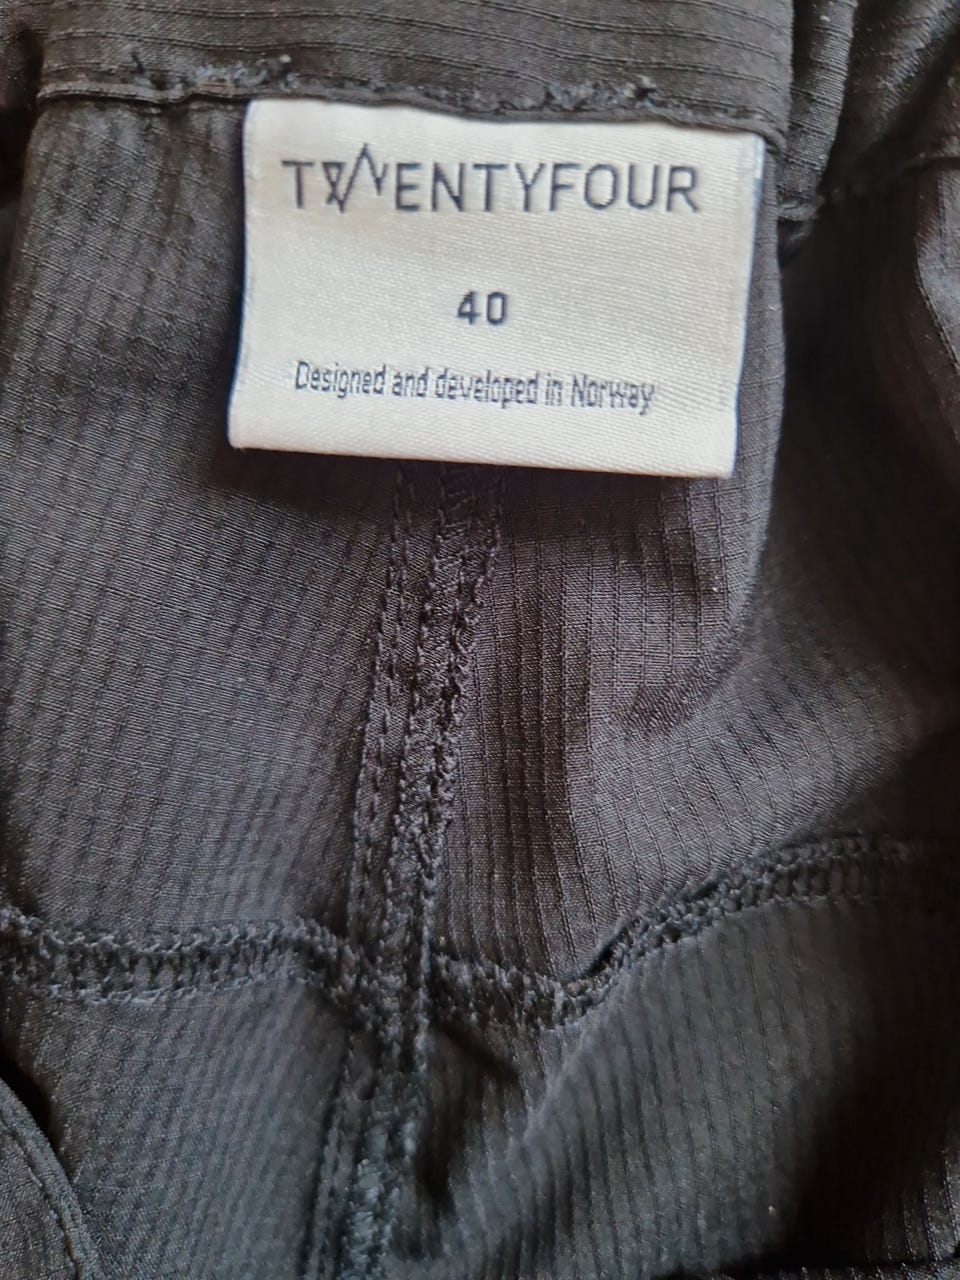 TWENTYFOUR
40
Designed and developed in Norway